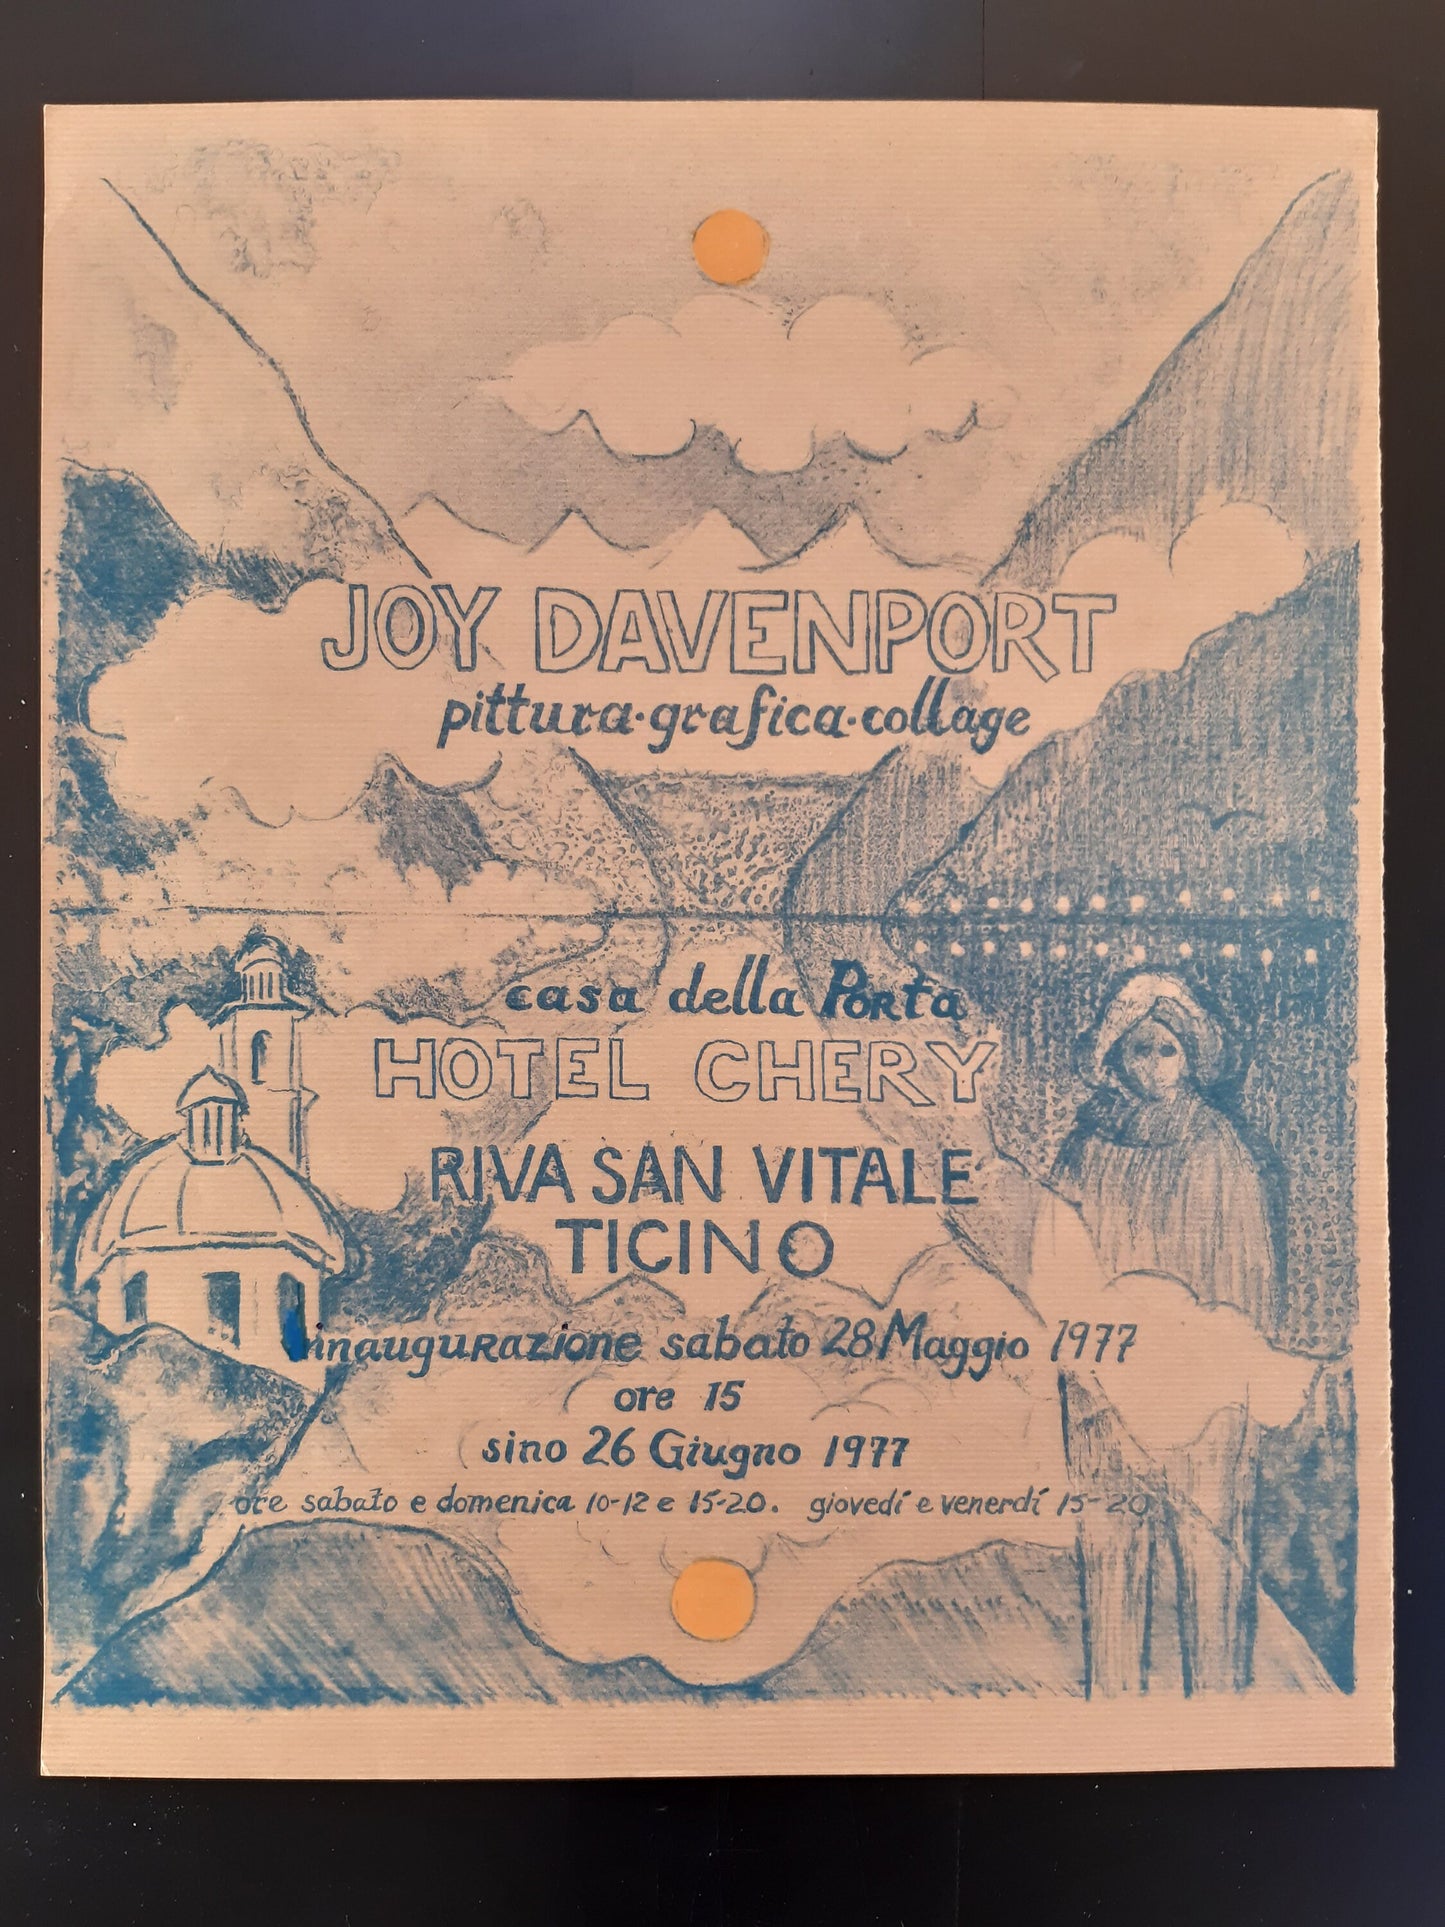 JOY DAVENPORT
pittura·grafica·collage
casa della Porta
HOTEL CHERY
RIVA SAN VITALE
TICINO
innaugurazione sabato 28 Maggio 1977
ore 15
sino 26 Giugno 1977
ore sabato e domenica 10-12 e 15-20. giovedí e venerdí 15-20